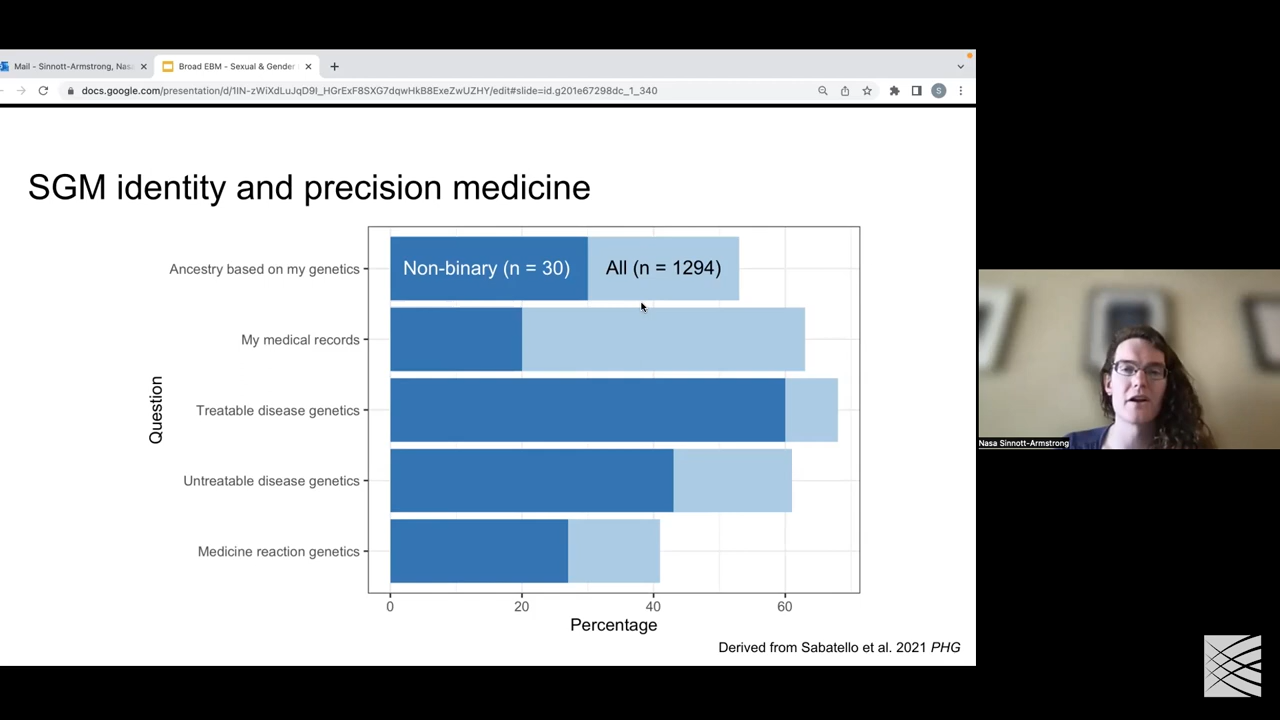 Mail - Sinnott-Armstrong, Nasa
Broad EBM - Sexual & Gender
docs.google.com/presentation/d/1lN-zWiXdLuJqD9I_HGrExF8SXG7dqwHkB8ExeZwUZHY/edit#slide=id.g201e67298dc_1_340
S
SGM identity and precision medicine
Ancestry based on my genetics
Non-binary (n = 30)
All (n = 1294)
My medical records
Treatable disease genetics
Untreatable disease genetics
Medicine reaction genetics
Question
0 20 40 60
Percentage
Derived from Sabatello et al. 2021 PHG
Nasa Sinnott-Armstrong